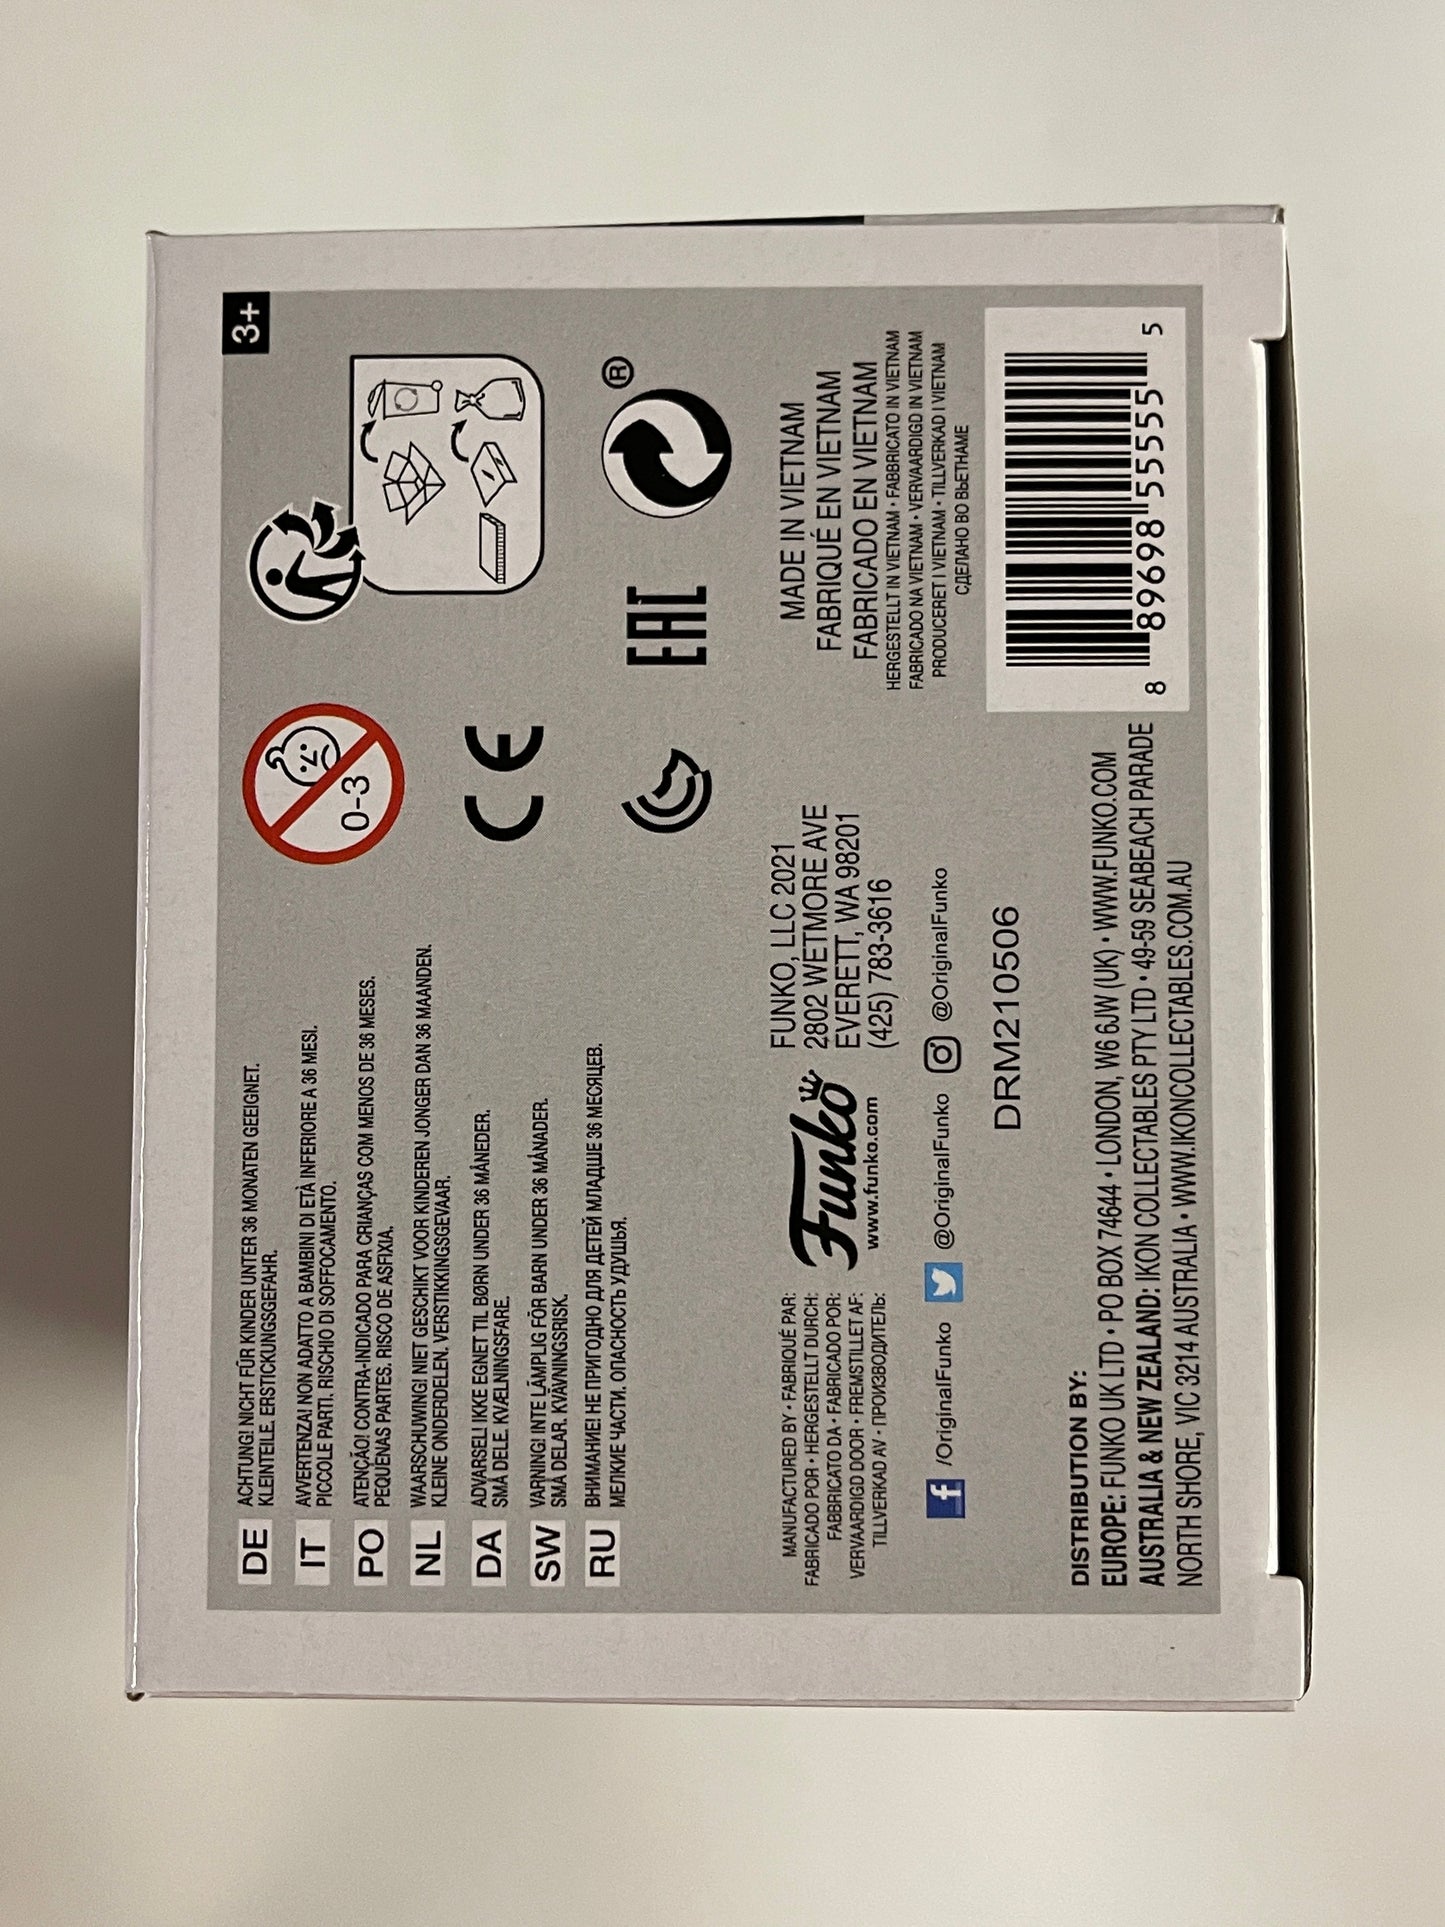 3+
DE
ACHTUNG! NICHT FÜR KINDER UNTER 36 MONATEN GEEIGNET.
KLEINTEILE. ERSTICKUNGSGEFAHR.
IT
AVVERTENZA! NON ADATTO A BAMBINI DI ETÀ INFERIORE A 36 MESI.
PICCOLE PARTI. RISCHIO DI SOFFOCAMENTO.
PO
ATENÇÃO! CONTRA-INDICADO PARA CRIANÇAS COM MENOS DE 36 MESES.
PEQUENAS PARTES. RISCO DE ASFIXIA.
NL
WARSCHUWING! NIET GESCHIKT VOOR KINDEREN JONGER DAN 36 MAANDEN.
KLEINE ONDERDELEN. VERSTIKKINGSGEVAAR.
DA
ADVARSEL! IKKE EGNET TIL BØRN UNDER 36 MÅNEDER.
SMÅ DELE. KVÆLNINGSFARE.
SW
VARNING! INTE LÄMPLIG FÖR BARN UNDER 36 MÅNADER.
SMÅ DELAR. KVÄVNINGSRISK.
RU
ВНИМАНИЕ! НЕ ПРИГОДНО ДЛЯ ДЕТЕЙ МЛАДШЕ 36 МЕСЯЦЕВ.
МЕЛКИЕ ЧАСТИ. ОПАСНОСТЬ УДУШЬЯ.
0-3
CE
EAC
®
MANUFACTURED BY • FABRIQUÉ PAR:
FABRICADO POR • HERGESTELLT DURCH:
FABBRICATO DA • FABRICADO POR:
VERVAARDIGD DOOR • FREMSTILLET AF:
TILLVERKAD AV • ПРОИЗВОДИТЕЛЬ:
Funko
www.funko.com
FUNKO, LLC 2021
2802 WETMORE AVE
EVERETT, WA 98201
(425) 783-3616
MADE IN VIETNAM
FABRIQUÉ EN VIETNAM
FABRICADO EN VIETNAM
HERGESTELLT IN VIETNAM • FABBRICATO IN VIETNAM
FABRICADO NA VIETNAM • VERVAARDIGD IN VIETNAM
PRODUCERET I VIETNAM • TILLVERKAD I VIETNAM
СДЕЛАНО ВО ВЬЕТНАМЕ
f /OriginalFunko @OriginalFunko @OriginalFunko
DRM210506
DISTRIBUTION BY:
EUROPE: FUNKO UK LTD • PO BOX 74644 • LONDON, W6 6JW (UK) • WWW.FUNKO.COM
AUSTRALIA & NEW ZEALAND: IKON COLLECTABLES PTY LTD • 49-59 SEABEACH PARADE
NORTH SHORE, VIC 3214 AUSTRALIA • WWW.IKONCOLLECTABLES.COM.AU
8 89698 55555 5